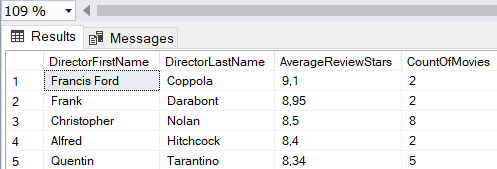 109 %
Results Messages
DirectorFirstName DirectorLastName AverageReviewStars CountOfMovies
1 Francis Ford Coppola 9,1 2
2 Frank Darabont 8,95 2
3 Christopher Nolan 8,5 8
4 Alfred Hitchcock 8,4 2
5 Quentin Tarantino 8,34 5